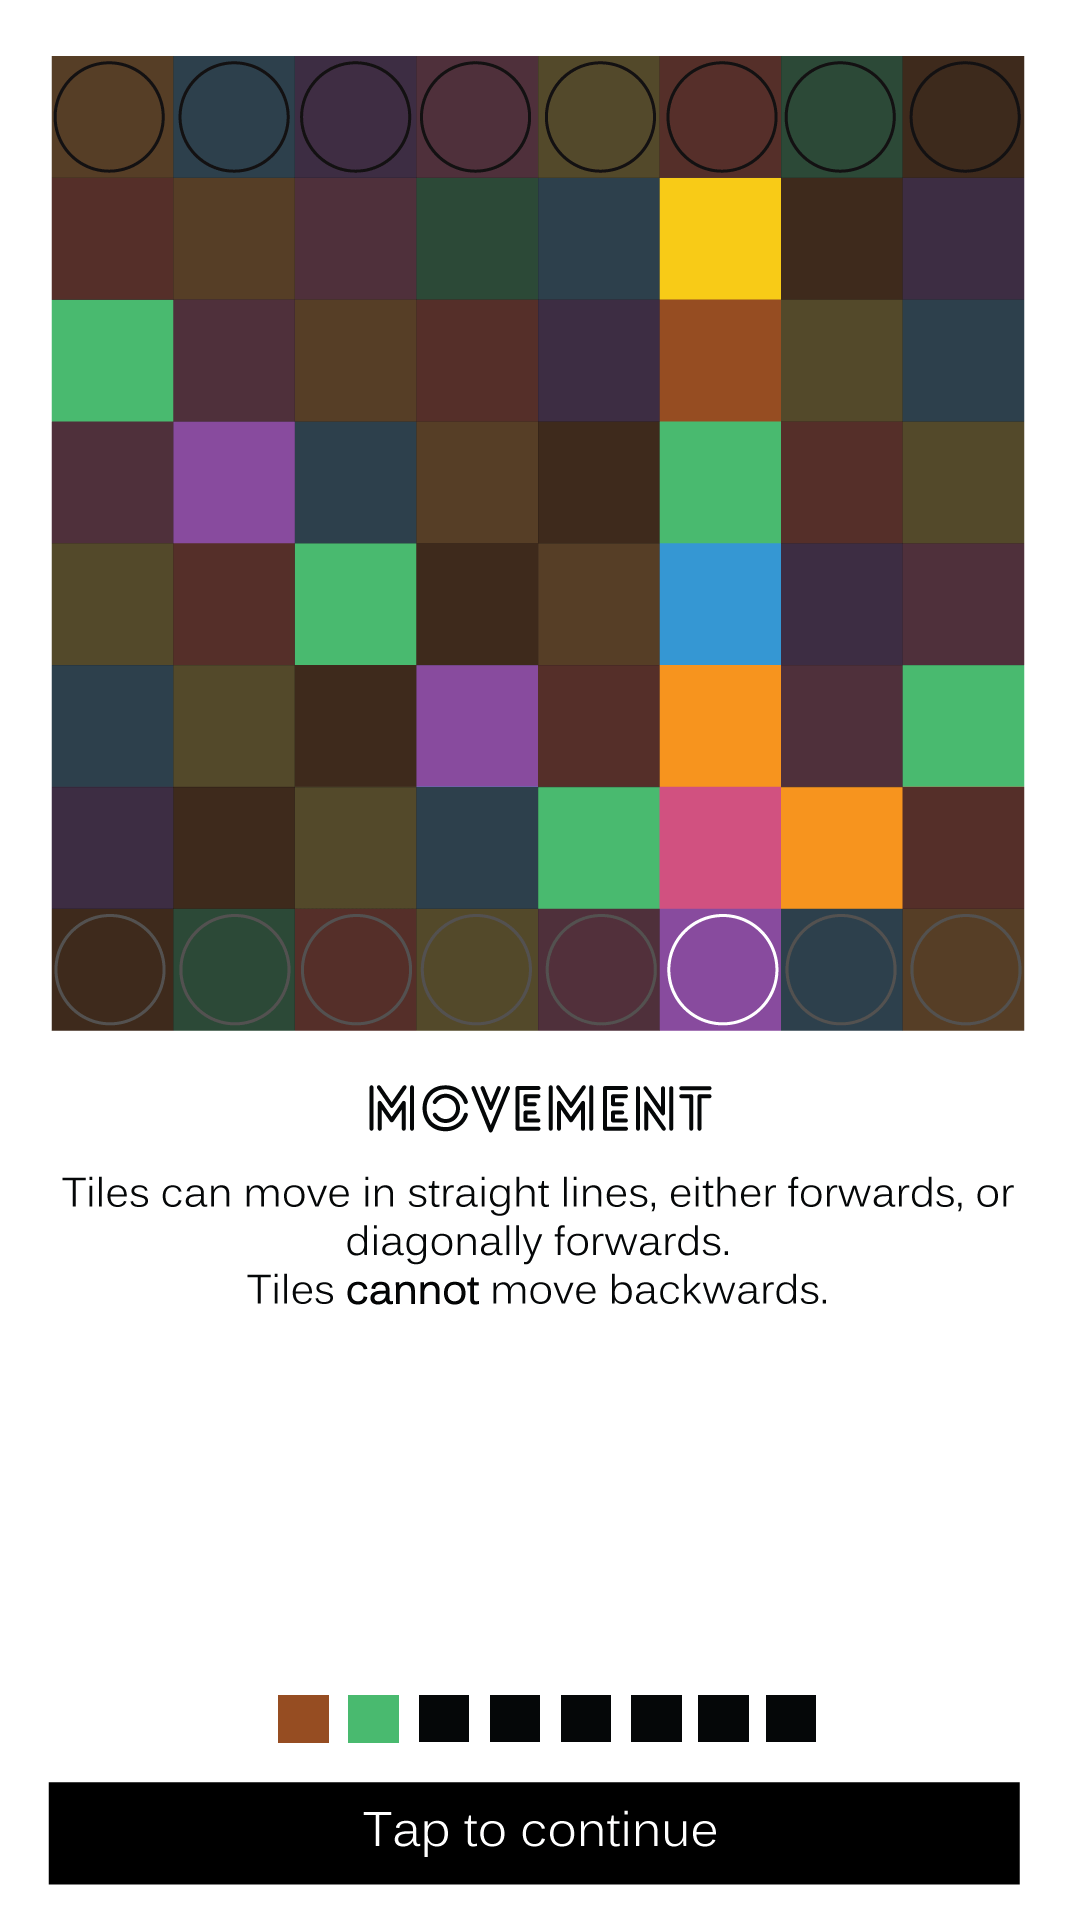 MOVEMENT
Tiles can move in straight lines, either forwards, or
diagonally forwards.
Tiles cannot move backwards.
Tap to continue